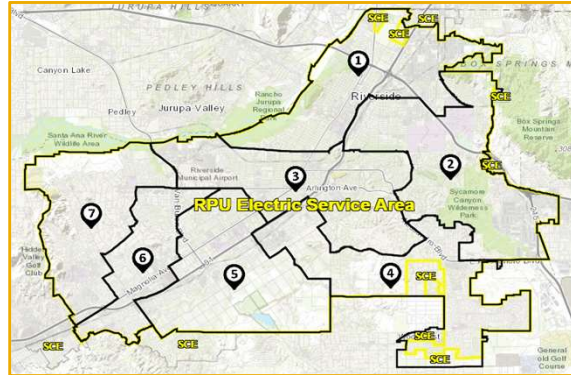 JURUPA HILLS
SCE
SCE
SCE
BOX SPRINGS M
Canyon Lake
1
PEDLEY HILLS
Riverside
Pedley
Jurupa Valley
Rancho
Jurupa
Regional
SCE
Box Springs
Mountain
Reserve
Santa Ana River
Wildlife Area
Riverside
Municipal Airport
2
SCE
3
Arlington Ave
Sycamore
Canyon
Wilderness
Park
RPU Electric Service Area
7
Hidden
Valley
Golf
Club
6
Magnolia Ave
91
5
4
SCE
SCE
SCE
SCE
SCE
General
old Golf
Course